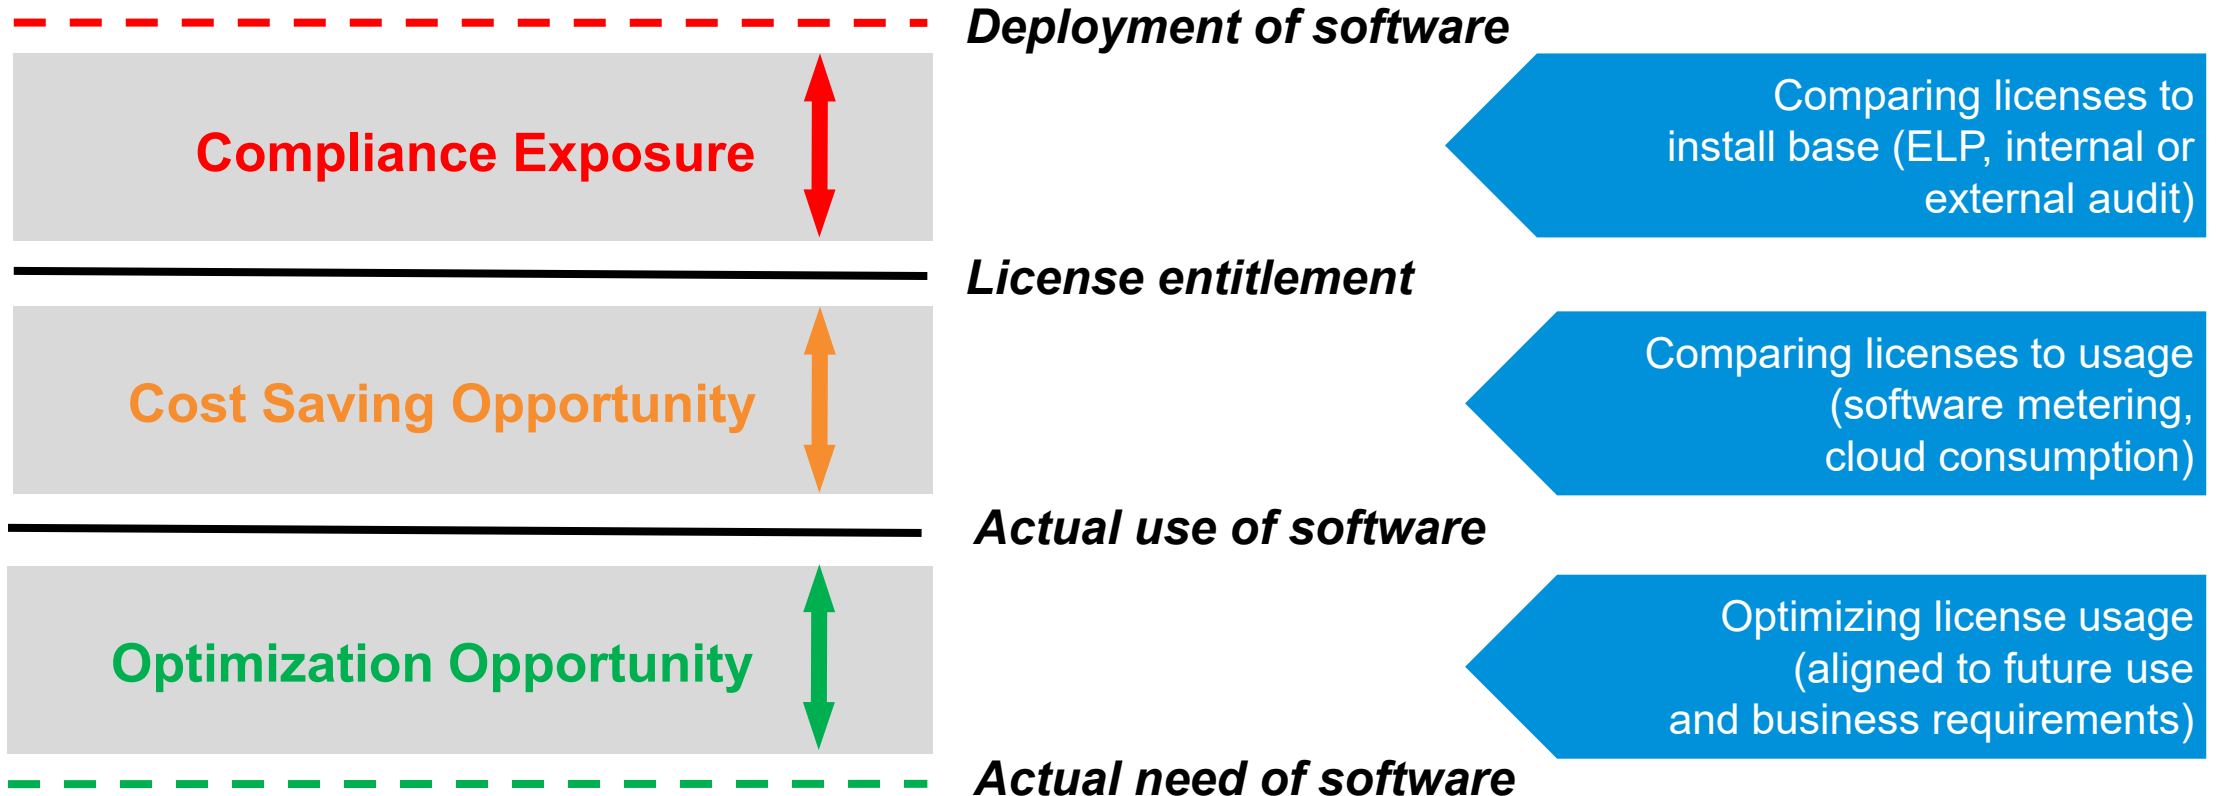 Deployment of software
Compliance Exposure
Comparing licenses to
install base (ELP, internal or
external audit)
License entitlement
Cost Saving Opportunity
Comparing licenses to usage
(software metering,
cloud consumption)
Actual use of software
Optimization Opportunity
Optimizing license usage
(aligned to future use
and business requirements)
Actual need of software